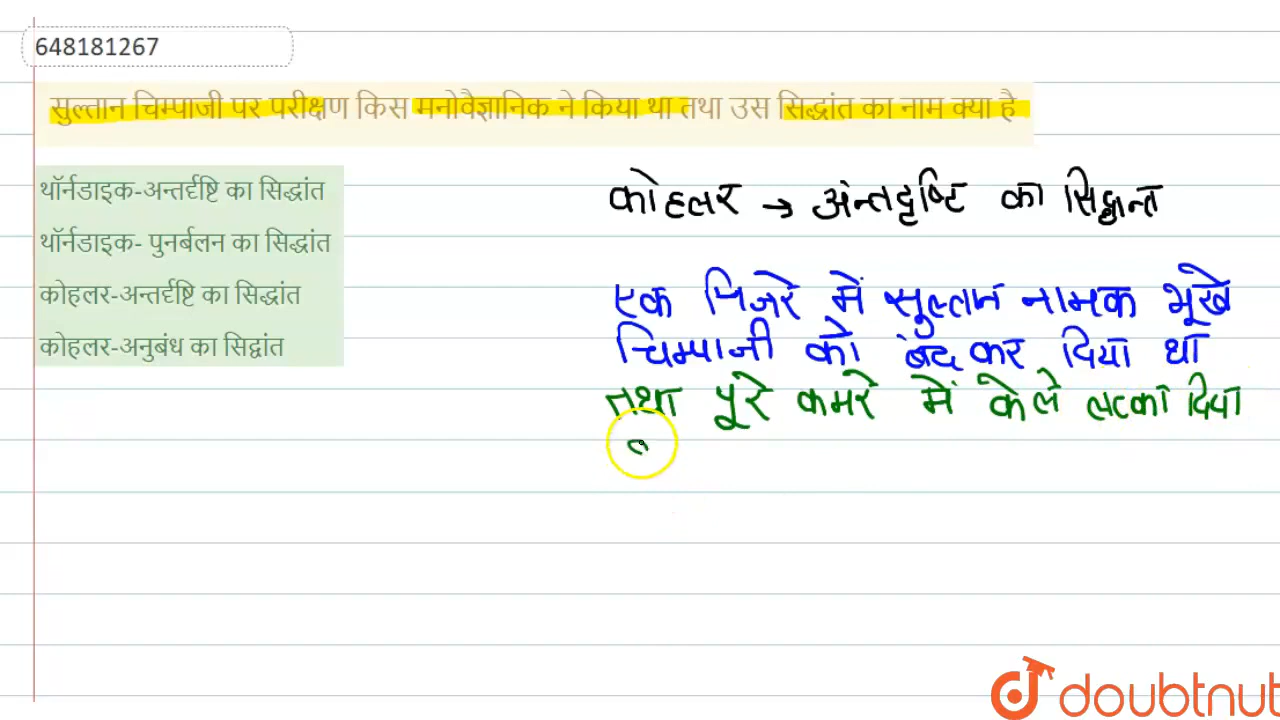 648181267
सुल्तान चिम्पाजी पर परीक्षण किस मनोवैज्ञानिक ने किया था तथा उस सिद्धांत का नाम क्या है
थॉर्नडाइक-अन्तर्दृष्टि का सिद्धांत
थॉर्नडाइक- पुनर्बलन का सिद्धांत
कोहलर-अन्तर्दृष्टि का सिद्धांत
कोहलर-अनुबंध का सिद्वांत
कोहलर → अंन्तदृष्टि का सिद्धान्त
एक पिजरे में सुल्तान नामक भूखे
चिम्पाजी को बंद कर दिया था
तथा पूरे कमरे में केले लटका दिया
doubtnut